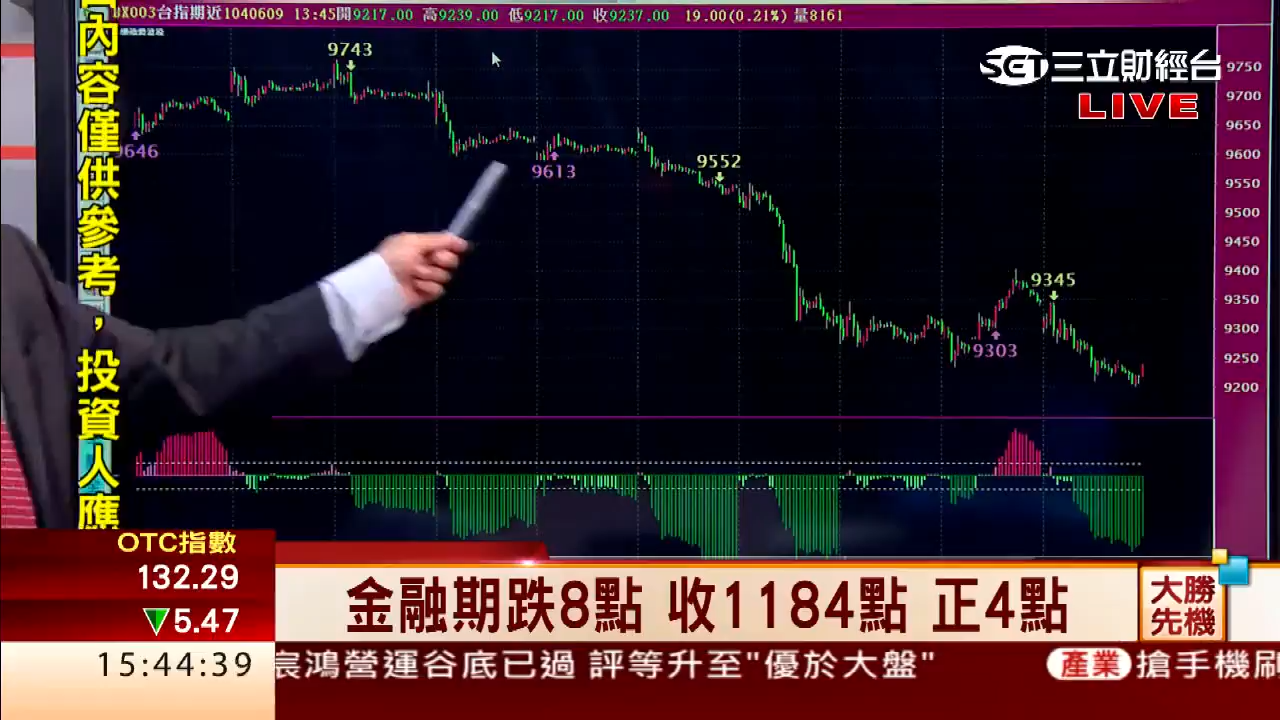 台指期近1040609 13:45開9217.00 高9239.00 低9217.00 收9237.00 19.00(0.21%) 量8161
內容僅供參考，投資人應
SET三立財經台
LIVE
9743
9646
9613
9552
9345
9303
9750
9700
9650
9600
9550
9500
9450
9400
9350
9300
9250
9200
OTC指數
132.29
▼5.47
15:44:39
金融期跌8點 收1184點 正4點
大勝
先機
宸鴻營運谷底已過 評等升至"優於大盤"
產業 搶手機刷